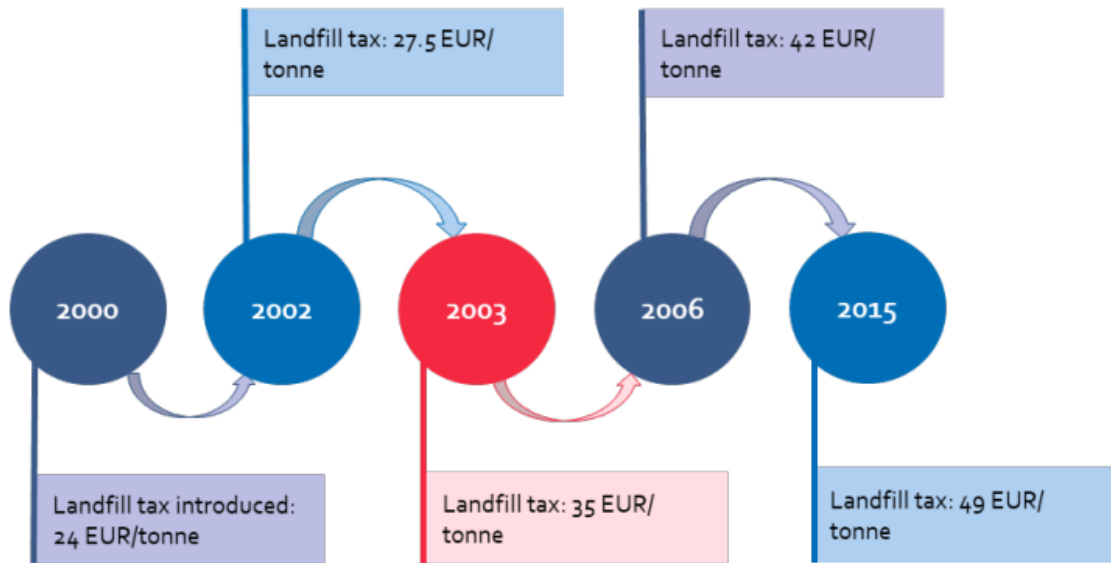 Landfill tax: 27.5 EUR/
tonne
Landfill tax: 42 EUR/
tonne
2000
2002
2003
2006
2015
Landfill tax introduced:
24 EUR/tonne
Landfill tax: 35 EUR/
tonne
Landfill tax: 49 EUR/
tonne